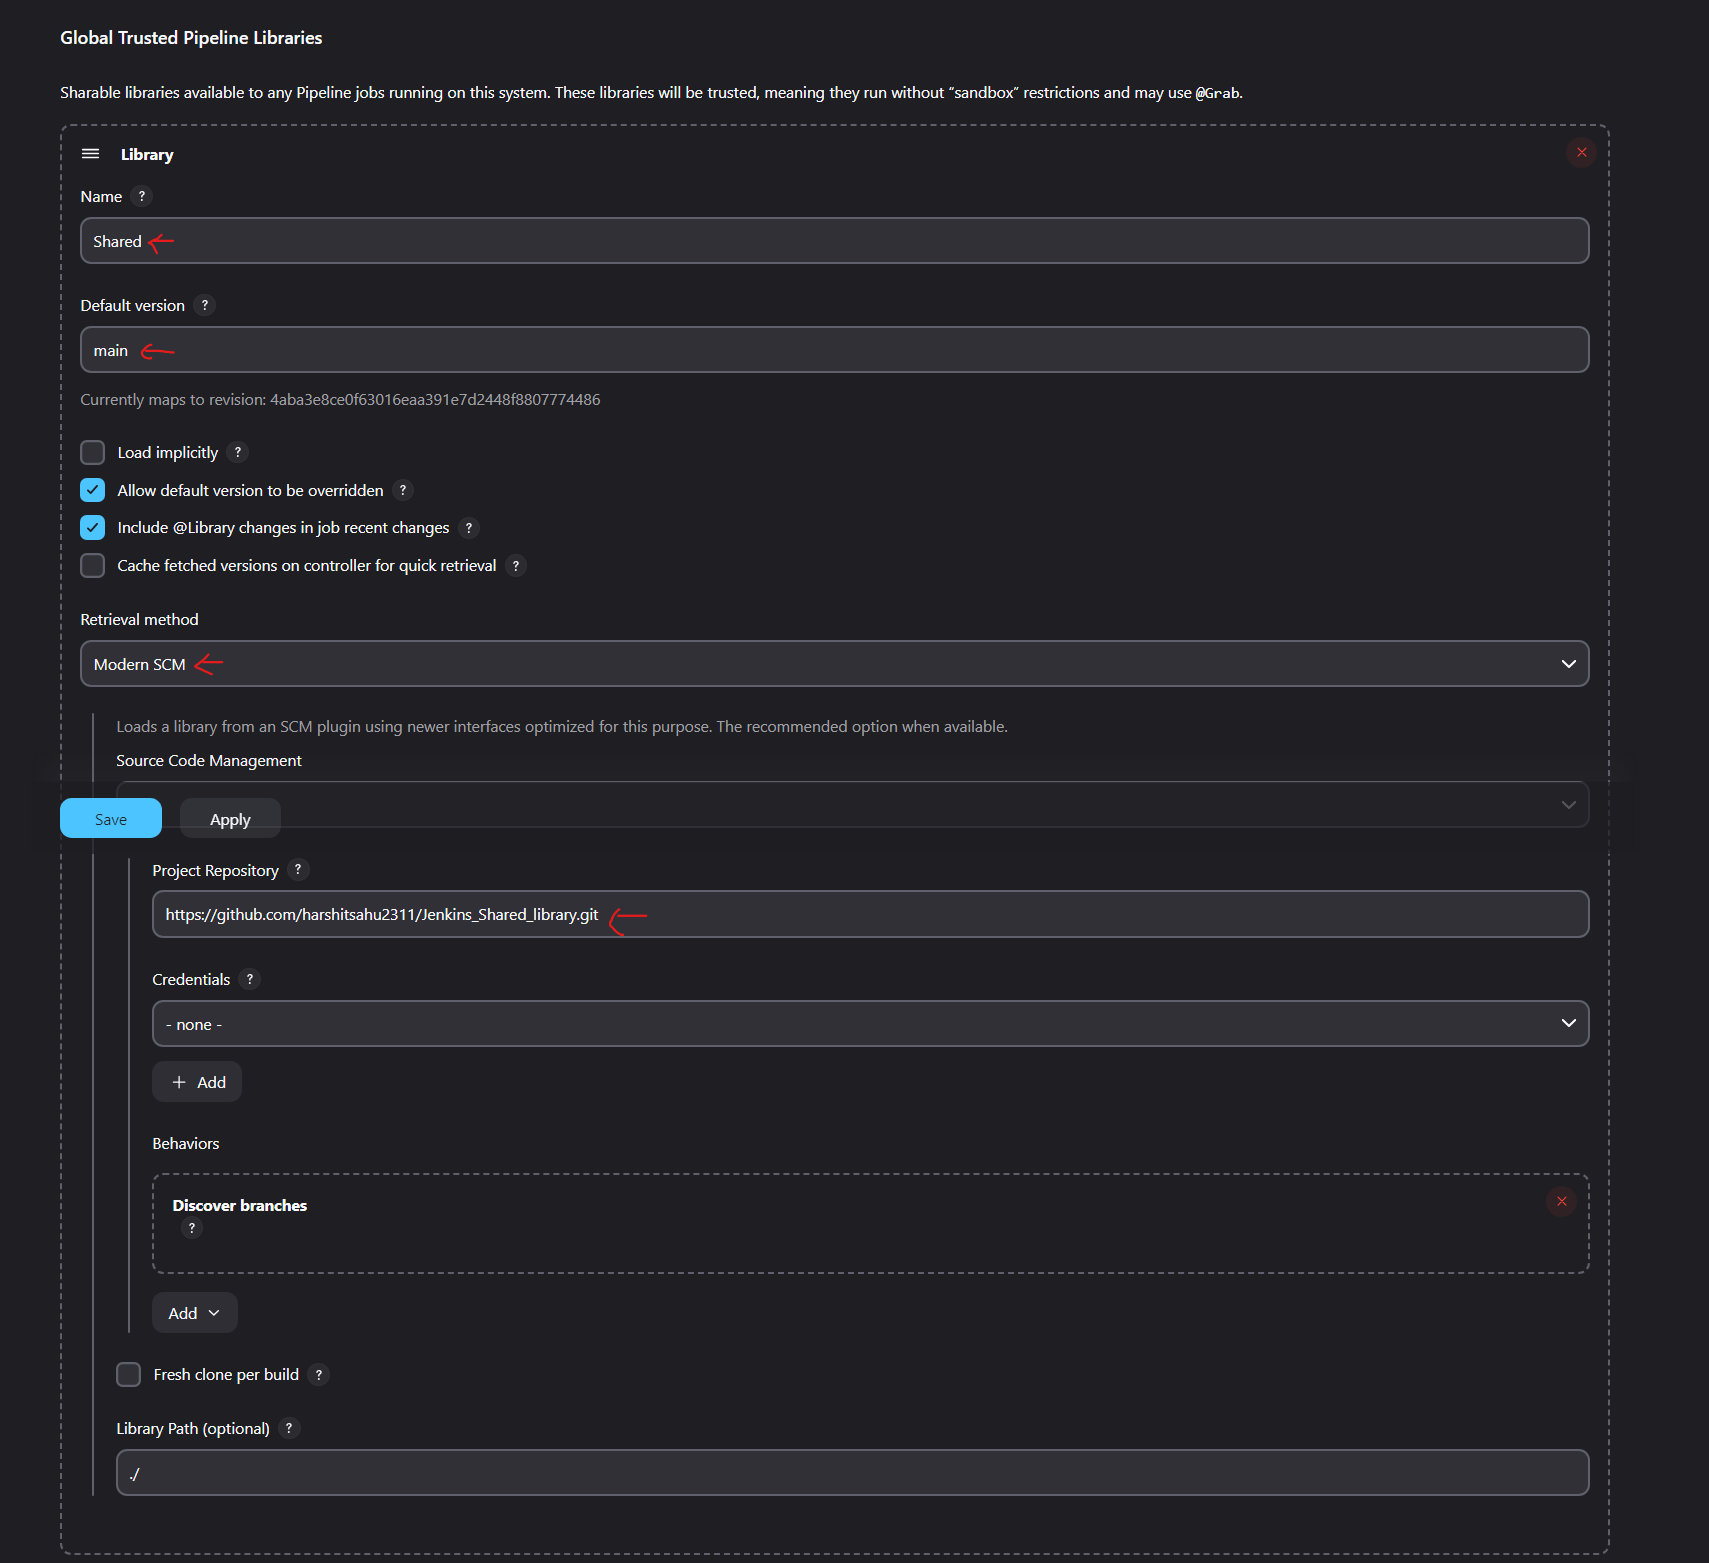 Global Trusted Pipeline Libraries
Sharable libraries available to any Pipeline jobs running on this system. These libraries will be trusted, meaning they run without “sandbox” restrictions and may use @Grab.
Library
Name ?
Shared
Default version ?
main
Currently maps to revision: 4aba3e8ce0f63016eaa391e7d2448f8807774486
Load implicitly ?
Allow default version to be overridden ?
Include @Library changes in job recent changes ?
Cache fetched versions on controller for quick retrieval ?
Retrieval method
Modern SCM
Loads a library from an SCM plugin using newer interfaces optimized for this purpose. The recommended option when available.
Source Code Management
Save Apply
Project Repository ?
https://github.com/harshitsahu2311/Jenkins_Shared_library.git
Credentials ?
- none -
+ Add
Behaviors
Discover branches
?
Add
Fresh clone per build ?
Library Path (optional) ?
./